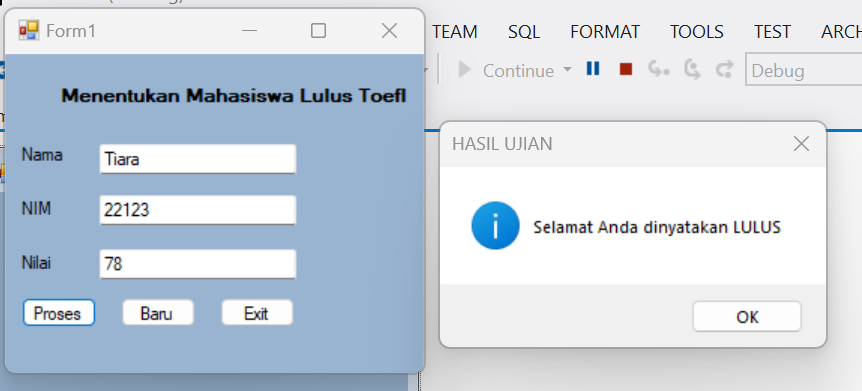 Form1
TEAM SQL FORMAT TOOLS TEST ARCH
Continue
Debug
Menentukan Mahasiswa Lulus Toefl
Nama Tiara
NIM 22123
Nilai 78
Proses Baru Exit
HASIL UJIAN
Selamat Anda dinyatakan LULUS
OK